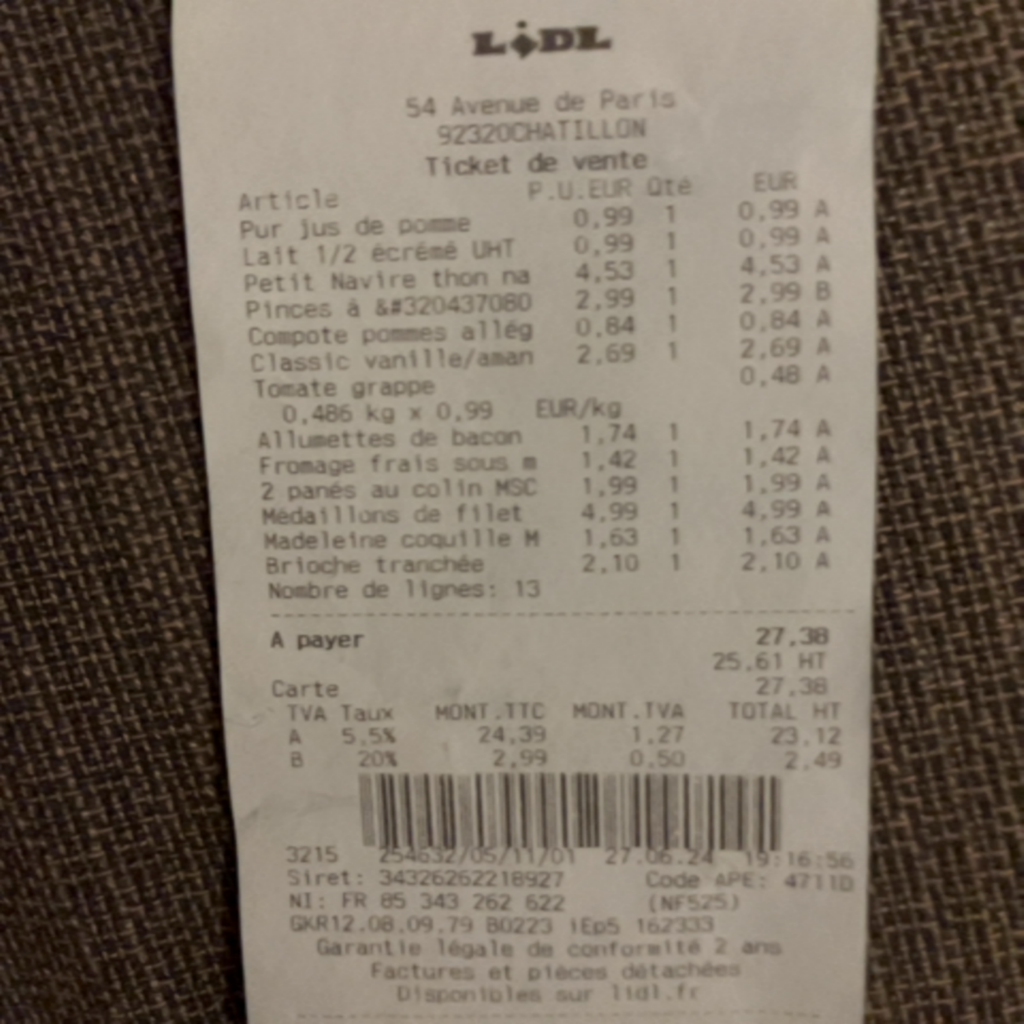 LIDL
54 Avenue de Paris
92320CHATILLON
Ticket de vente
Article P.U.EUR Qté EUR
Pur jus de pomme 0,99 1 0,99 A
Lait 1/2 écrémé UHT 0,99 1 0,99 A
Petit Navire thon na 4,53 1 4,53 A
Pinces à &#320437080 2,99 1 2,99 B
Compote pommes allég 0,84 1 0,84 A
Classic vanille/aman 2,69 1 2,69 A
Tomate grappe 0,48 A
0,486 kg x 0,99 EUR/kg
Allumettes de bacon 1,74 1 1,74 A
Fromage frais sous m 1,42 1 1,42 A
2 panés au colin MSC 1,99 1 1,99 A
Médaillons de filet 4,99 1 4,99 A
Madeleine coquille M 1,63 1 1,63 A
Brioche tranchée 2,10 1 2,10 A
Nombre de lignes: 13
A payer 27,38
25,61 HT
Carte 27,38
TVA Taux MONT.TTC MONT.TVA TOTAL HT
A 5,5% 24,39 1,27 23,12
B 20% 2,99 0,50 2,49
3215 254632/05/11/01 27.06.24 19:16:56
Siret: 34326262218927 Code APE: 4711D
NI: FR 85 343 262 622 (NF525)
GKR12.08.09.79 B0223 iEp5 162333
Garantie légale de conformité 2 ans
Factures et pièces détachées
Disponibles sur lidl.fr